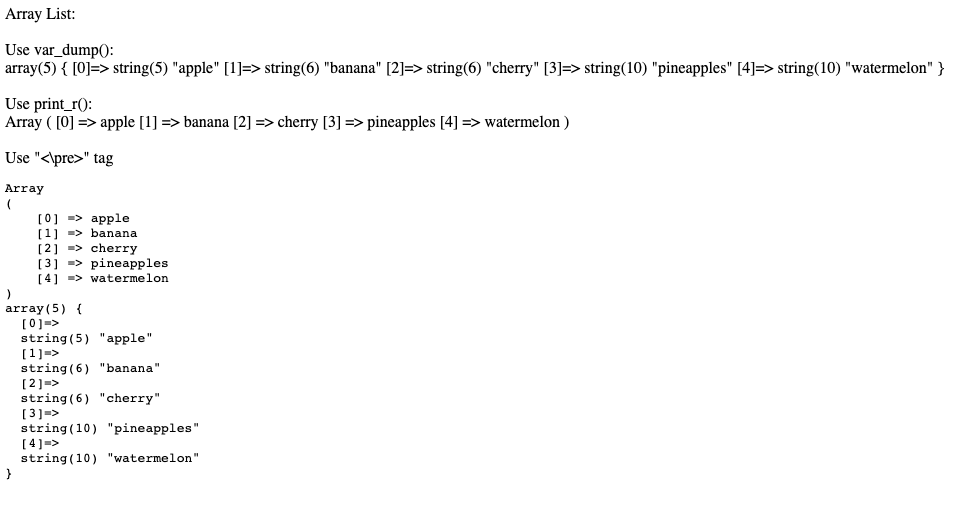 Array List:
Use var_dump():
array(5) { [0]=> string(5) "apple" [1]=> string(6) "banana" [2]=> string(6) "cherry" [3]=> string(10) "pineapples" [4]=> string(10) "watermelon" }
Use print_r():
Array ( [0] => apple [1] => banana [2] => cherry [3] => pineapples [4] => watermelon )
Use "<\pre>" tag
Array
(
    [0] => apple
    [1] => banana
    [2] => cherry
    [3] => pineapples
    [4] => watermelon
)
array(5) {
  [0]=>
  string(5) "apple"
  [1]=>
  string(6) "banana"
  [2]=>
  string(6) "cherry"
  [3]=>
  string(10) "pineapples"
  [4]=>
  string(10) "watermelon"
}